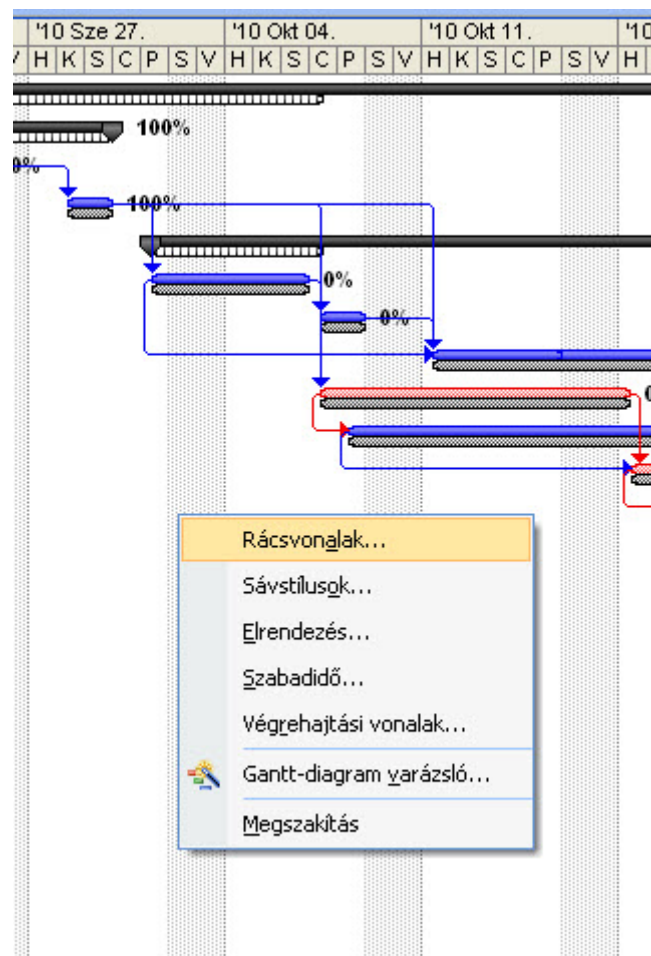 '10 Sze 27. '10 Okt 04. '10 Okt 11. '10
H K S C P S V H K S C P S V H K S C P S V H
100%
0%
100%
0%
0%
Rácsvonalak...
Sávstílusok...
Elrendezés...
Szabadidő...
Végrehajtási vonalak...
Gantt-diagram varázsló...
Megszakítás